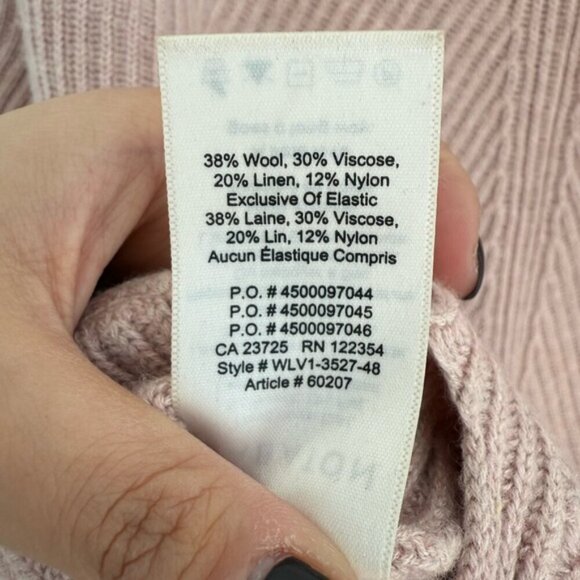 38% Wool, 30% Viscose,
20% Linen, 12% Nylon
Exclusive Of Elastic
38% Laine, 30% Viscose,
20% Lin, 12% Nylon
Aucun Élastique Compris
P.O. # 4500097044
P.O. # 4500097045
P.O. # 4500097046
CA 23725 RN 122354
Style # WLV1-3527-48
Article # 60207